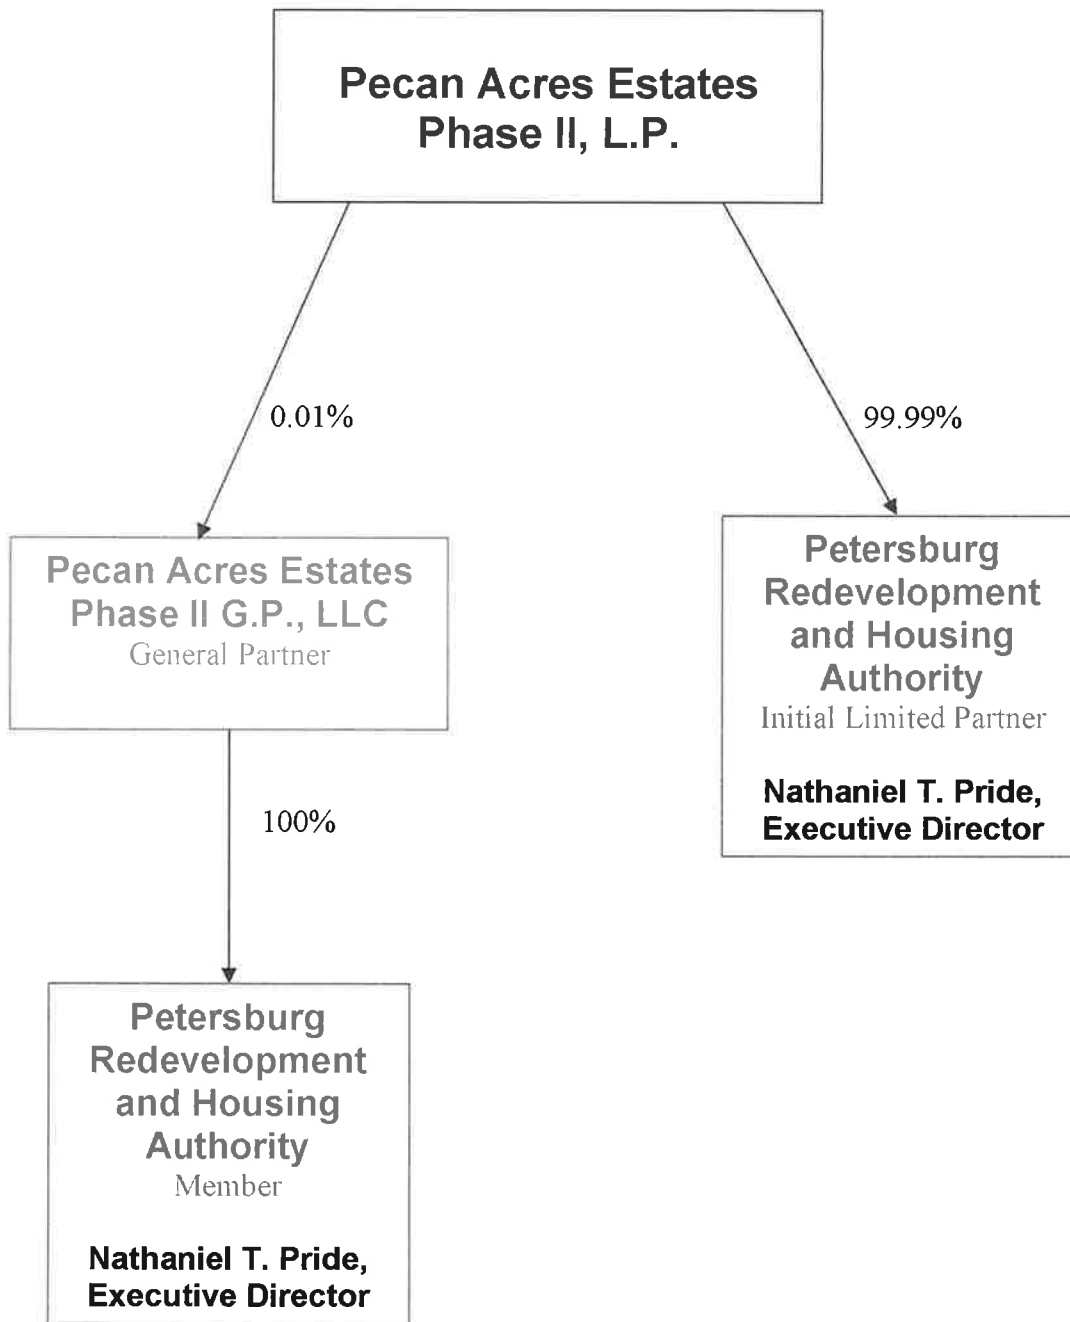 Pecan Acres Estates
Phase II, L.P.
0.01%
99.99%
Pecan Acres Estates
Phase II G.P., LLC
General Partner
Petersburg
Redevelopment
and Housing
Authority
Initial Limited Partner
Nathaniel T. Pride,
Executive Director
100%
Petersburg
Redevelopment
and Housing
Authority
Member
Nathaniel T. Pride,
Executive Director